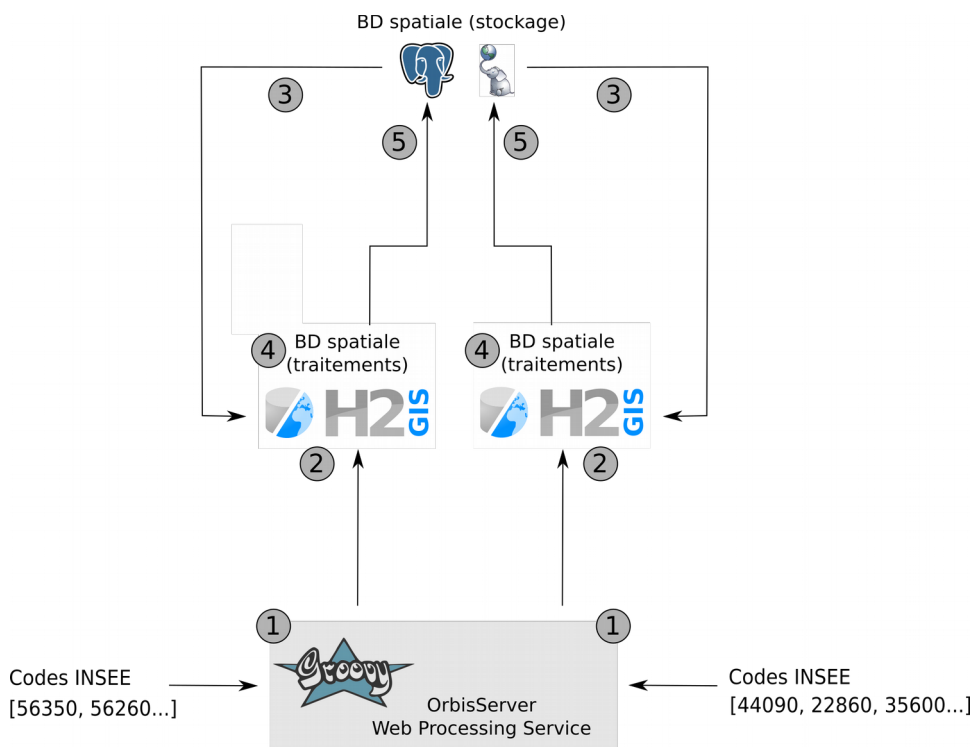 BD spatiale (stockage)
3
3
5
5
4
BD spatiale
(traitements)
H2
GIS
4
BD spatiale
(traitements)
H2
GIS
2
2
1
1
Groovy
OrbisServer
Web Processing Service
Codes INSEE
[56350, 56260...]
Codes INSEE
[44090, 22860, 35600...]